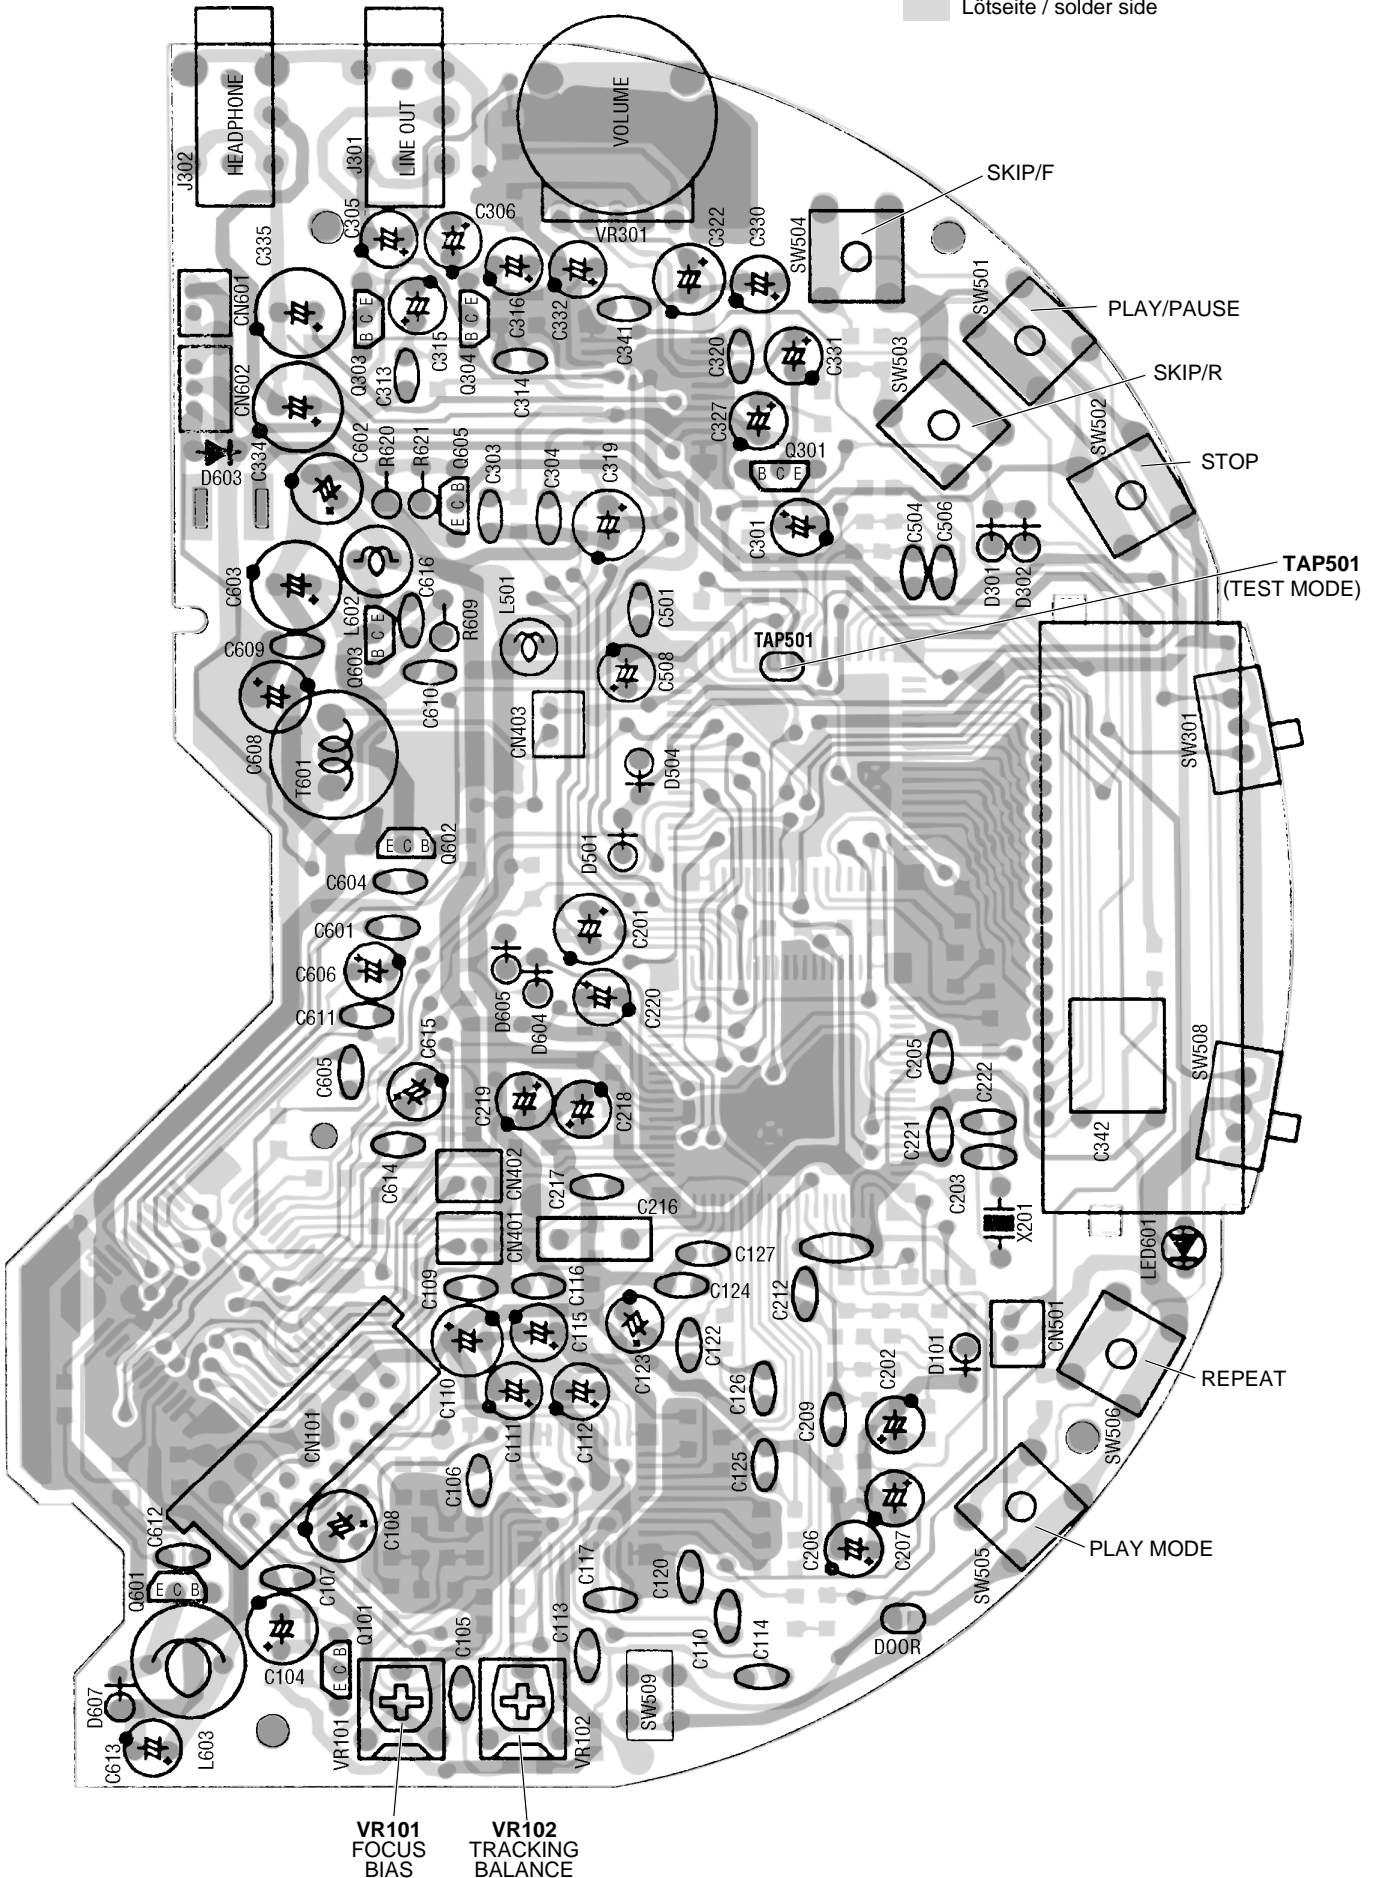 Lötseite / solder side
HEADPHONE
J302
LINE OUT
J301
VOLUME
VR301
SKIP/F
SW504
C305
C306
C335
CN601
C316
C332
C341
C322
C330
SW501
PLAY/PAUSE
B C E
Q303
C313
C315
B C E
Q304
C314
C320
C331
SW503
SKIP/R
CN602
D603
C334
C602
R620
R621
Q605
E C B
C303
C304
C319
C327
Q301
B C E
SW502
STOP
C301
C504
C506
D301
D302
TAP501
(TEST MODE)
C603
L602
C616
Q603
B C E
R609
L501
C501
C609
C610
C508
TAP501
C608
T601
CN403
D504
SW301
E C B
Q602
D501
C604
C601
C201
C606
D605
D604
C220
C611
C605
C615
C219
C218
C205
C222
C221
C203
SW508
C342
C614
CN402
C217
C216
CN401
X201
LED601
C127
C109
C116
C124
C212
C110
C115
C123
C122
CN501
D101
REPEAT
SW506
CN101
C111
C112
C126
C209
C202
C106
C125
C108
C206
C207
SW505
PLAY MODE
C612
Q601
E C B
C107
C104
Q101
E C B
C105
C113
C117
C120
C110
C114
DOOR
D607
C613
L603
VR101
VR102
SW509
VR101
FOCUS
BIAS
VR102
TRACKING
BALANCE